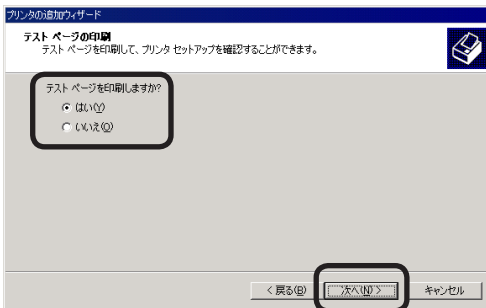 プリンタの追加ウィザード
テスト ページの印刷
テスト ページを印刷して、プリンタ セットアップを確認することができます。
テスト ページを印刷しますか?
はい(Y)
いいえ(O)
< 戻る(B)
次へ(N) >
キャンセル